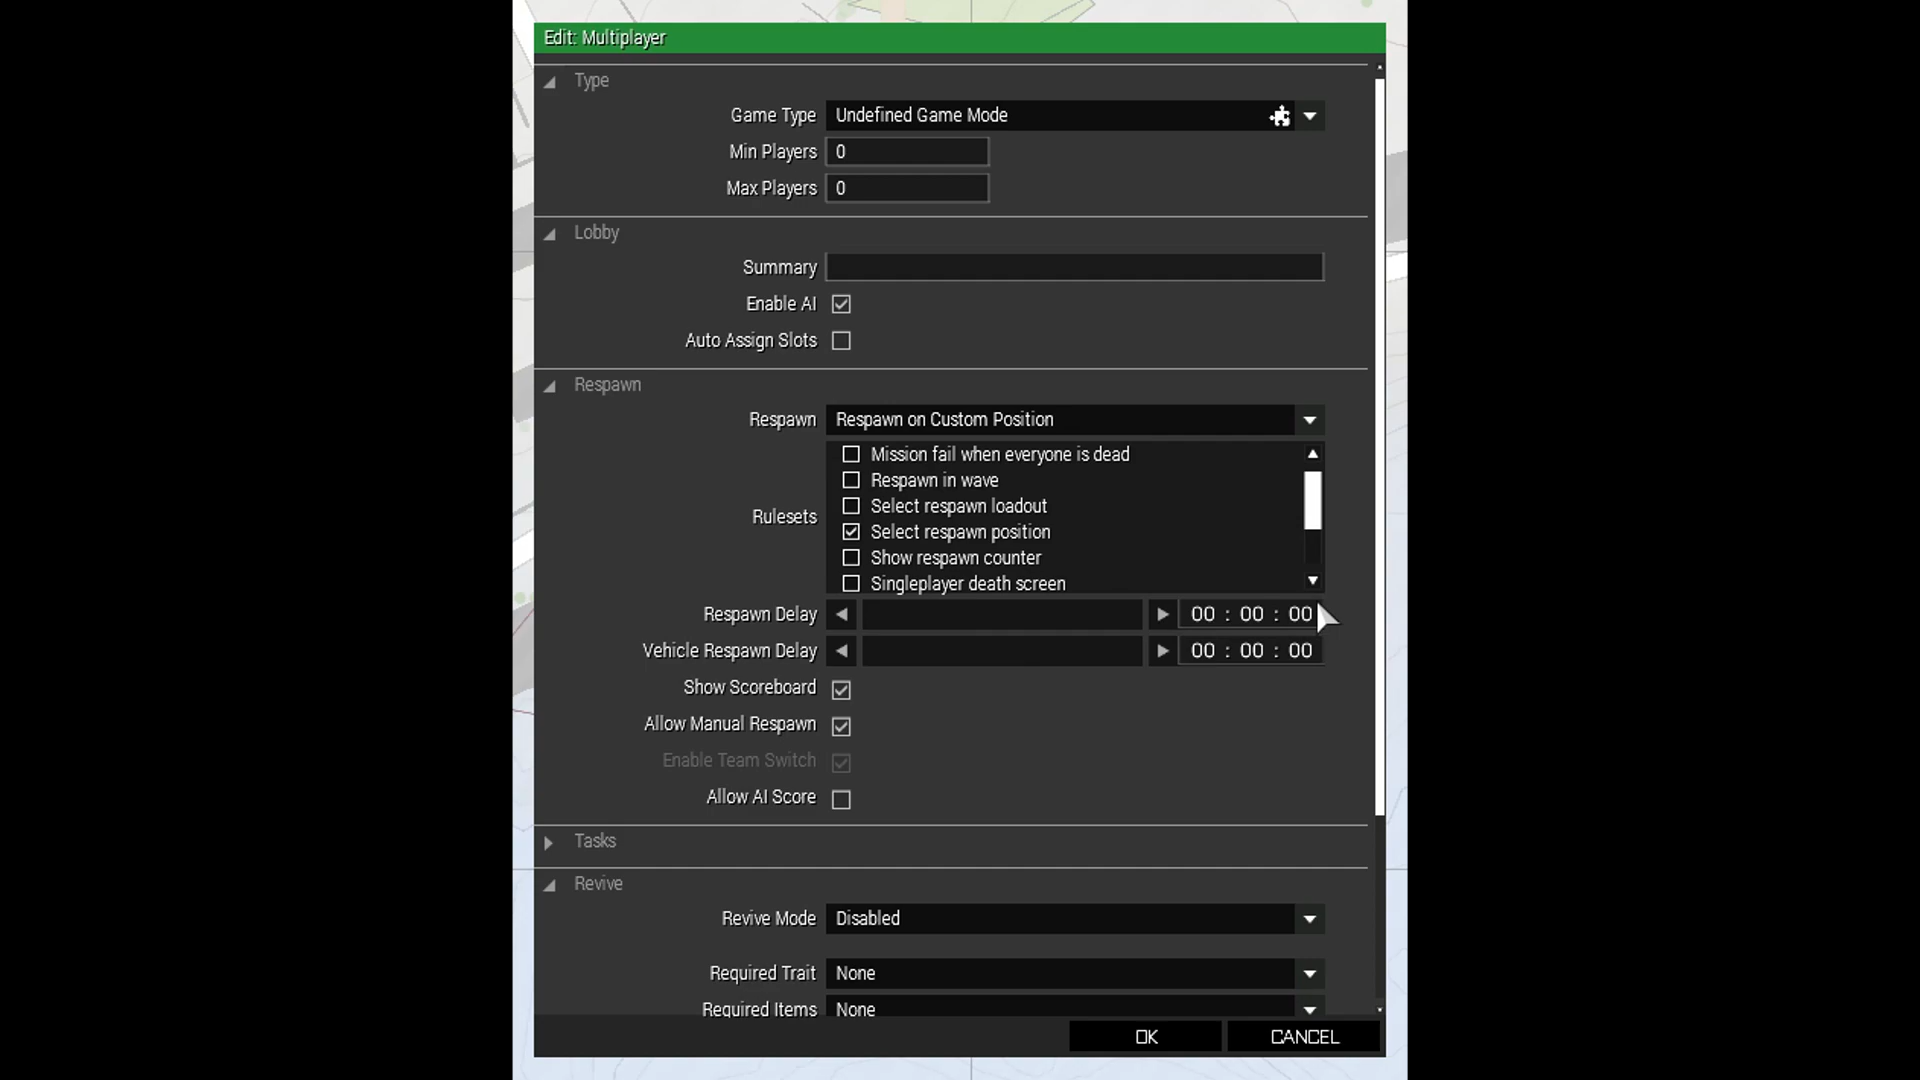 Edit: Multiplayer
Type
Game Type Undefined Game Mode
Min Players 0
Max Players 0
Lobby
Summary
Enable AI
Auto Assign Slots
Respawn
Respawn Respawn on Custom Position
Mission fail when everyone is dead
Respawn in wave
Select respawn loadout
Rulesets
Select respawn position
Show respawn counter
Singleplayer death screen
Respawn Delay 00 : 00 : 00
Vehicle Respawn Delay 00 : 00 : 00
Show Scoreboard
Allow Manual Respawn
Enable Team Switch
Allow AI Score
Tasks
Revive
Revive Mode Disabled
Required Trait None
Required Items None
OK CANCEL